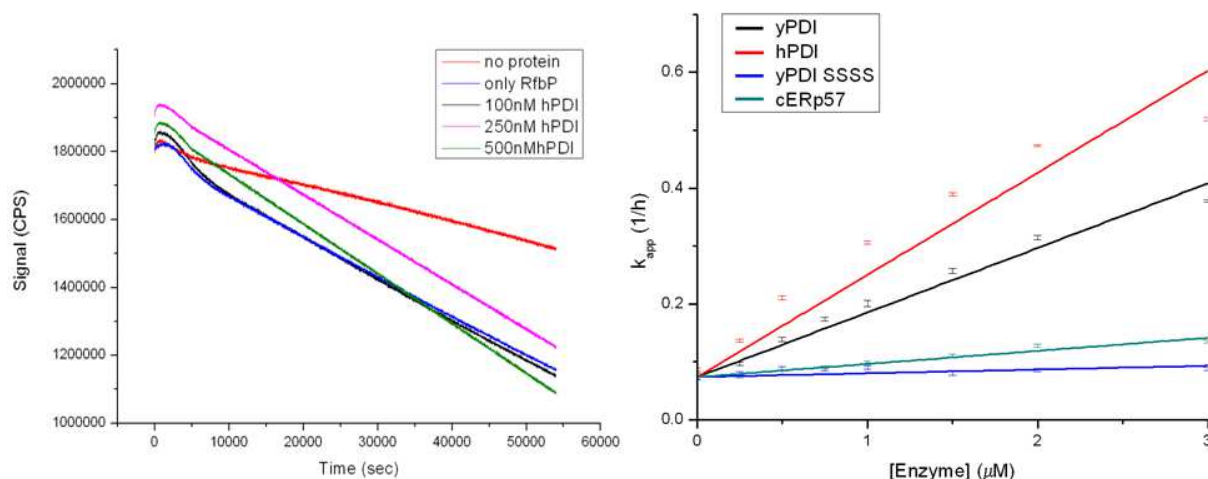 no protein
only RfbP
100nM hPDI
250nM hPDI
500nMhPDI
2000000
1800000
1600000
1400000
1200000
1000000
Signal (CPS)
0
10000
20000
30000
40000
50000
60000
Time (sec)
yPDI
hPDI
yPDI SSSS
cERp57
0.6
0.4
0.2
0.0
k_app (1/h)
0
1
2
3
[Enzyme] (μM)